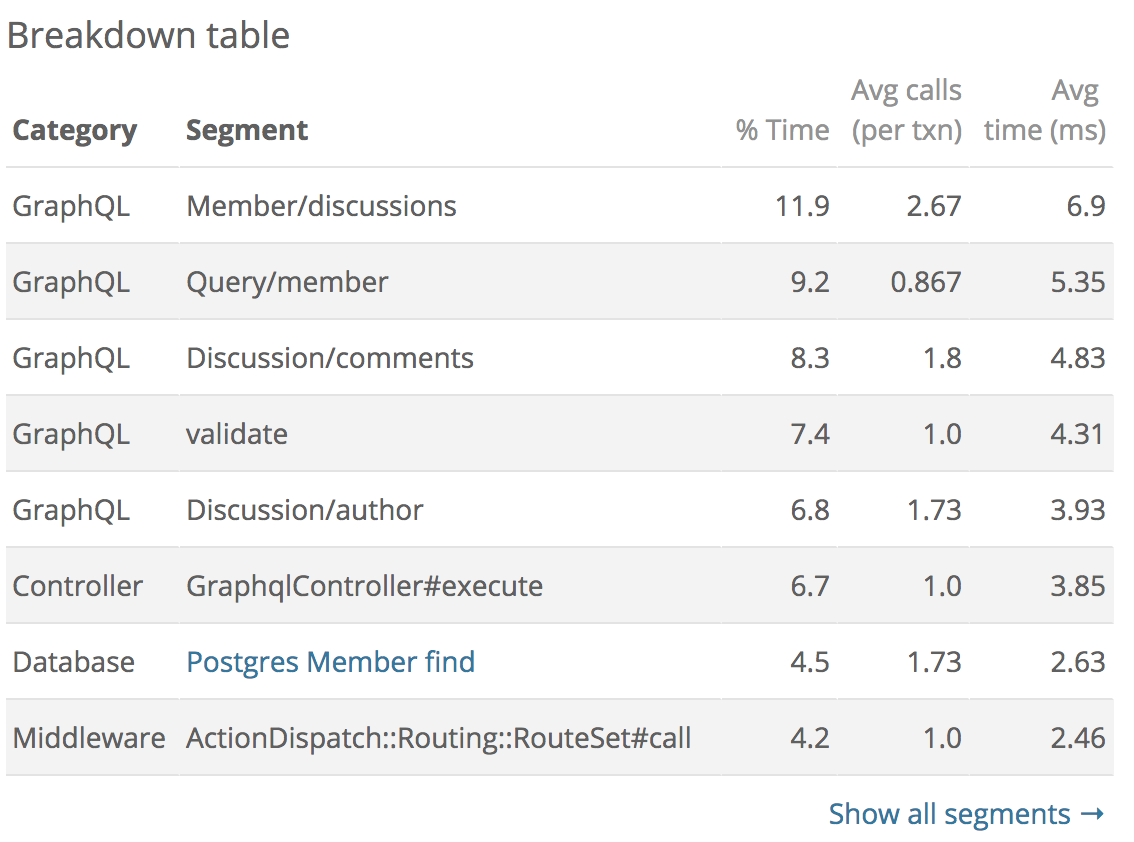 Breakdown table
Category Segment % Time Avg calls (per txn) Avg time (ms)
GraphQL Member/discussions 11.9 2.67 6.9
GraphQL Query/member 9.2 0.867 5.35
GraphQL Discussion/comments 8.3 1.8 4.83
GraphQL validate 7.4 1.0 4.31
GraphQL Discussion/author 6.8 1.73 3.93
Controller GraphqlController#execute 6.7 1.0 3.85
Database Postgres Member find 4.5 1.73 2.63
Middleware ActionDispatch::Routing::RouteSet#call 4.2 1.0 2.46
Show all segments →